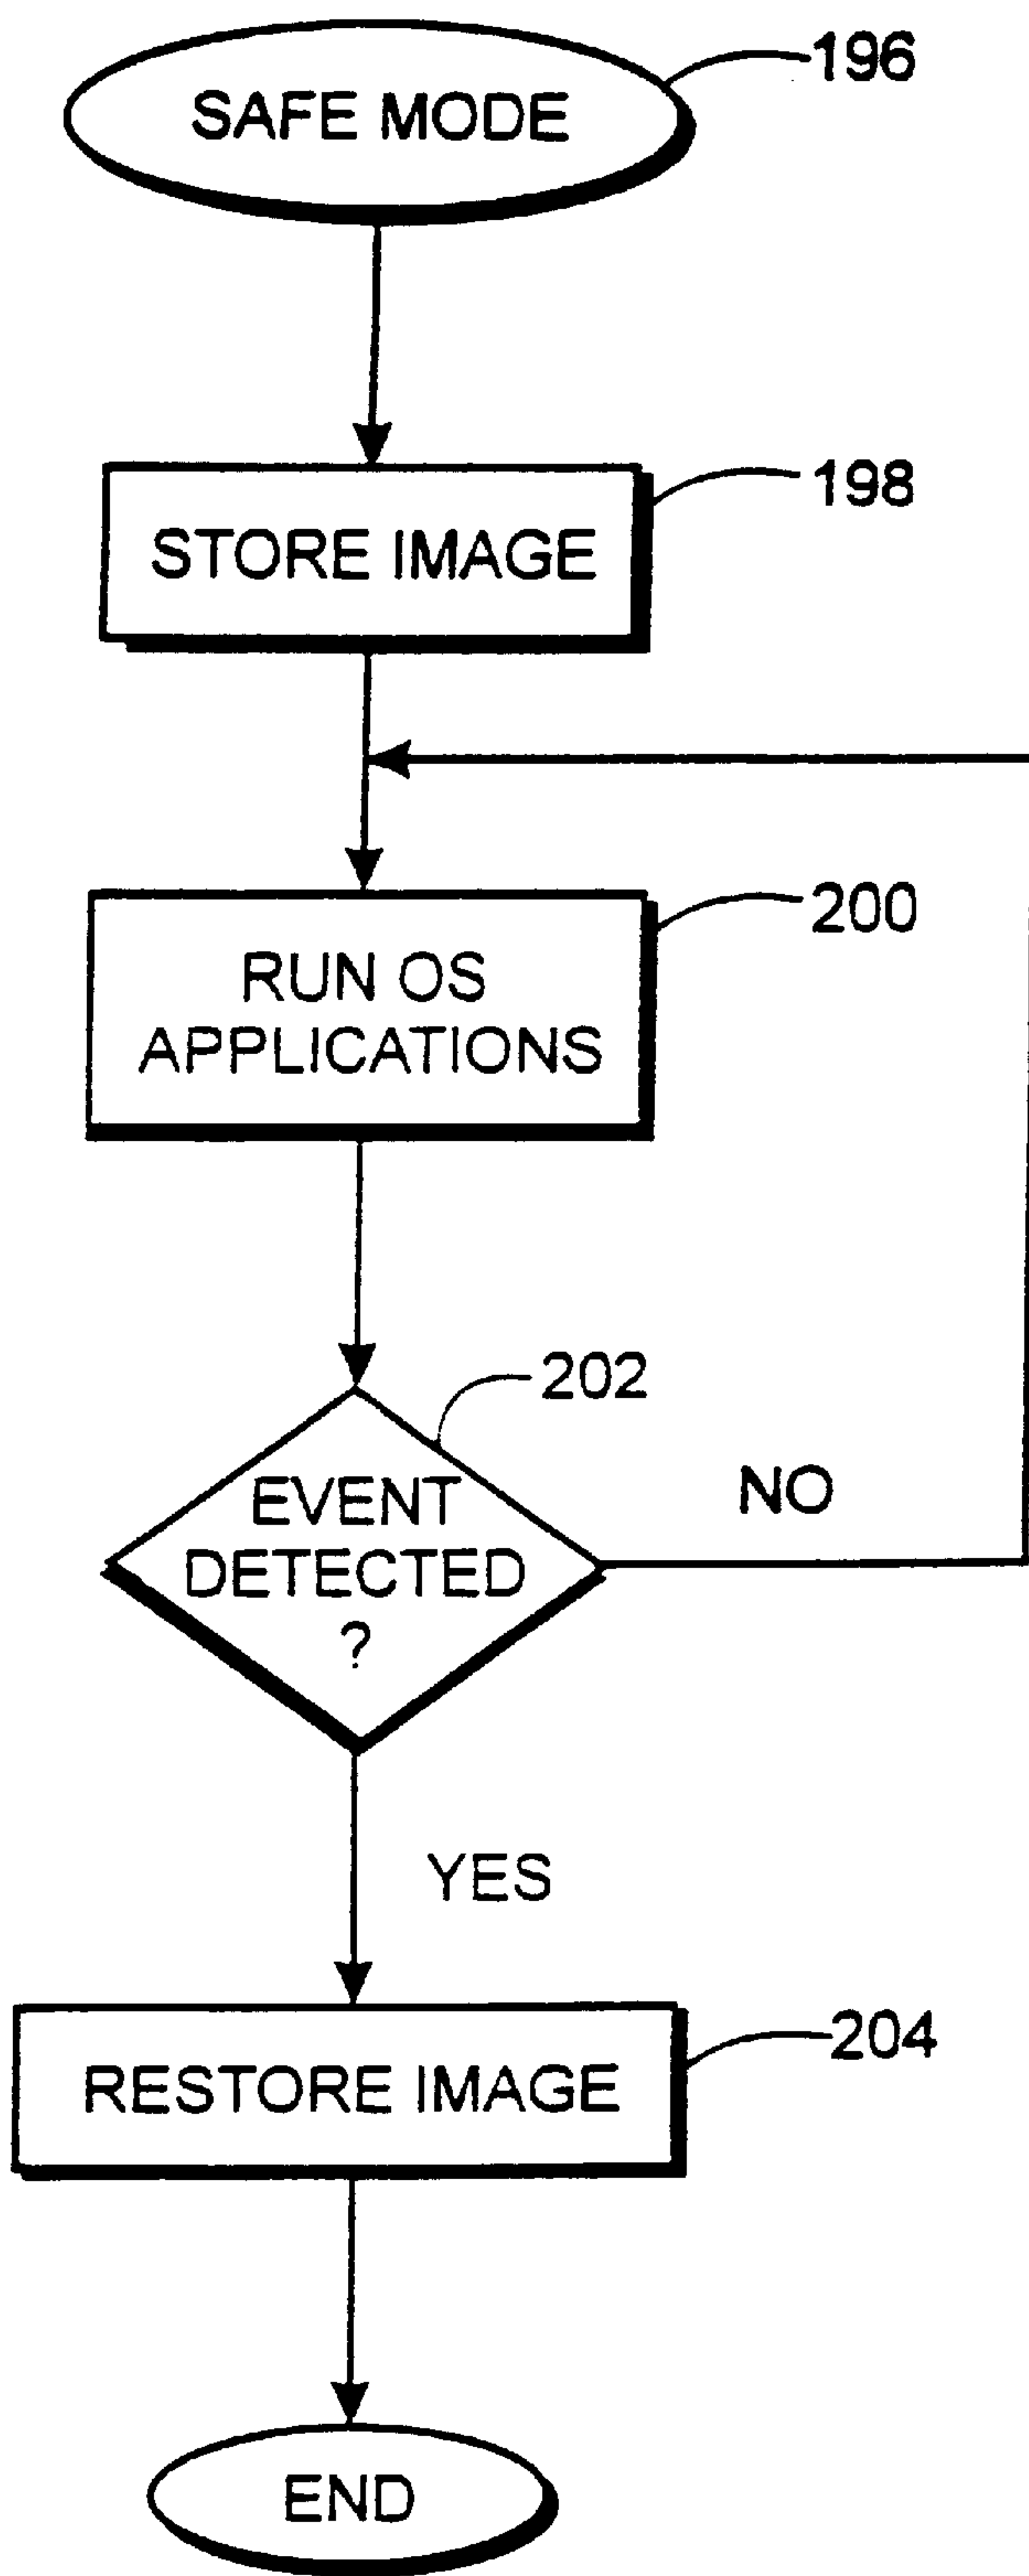 SAFE MODE
196
STORE IMAGE
198
RUN OS
APPLICATIONS
200
EVENT
DETECTED
?
202
NO
YES
RESTORE IMAGE
204
END